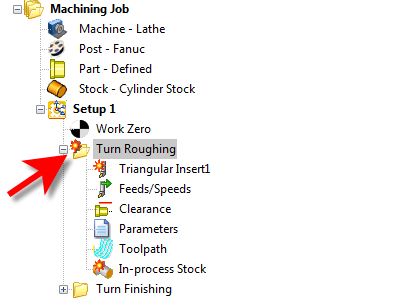 Machining Job
Machine - Lathe
Post - Fanuc
Part - Defined
Stock - Cylinder Stock
Setup 1
Work Zero
Turn Roughing
Triangular Insert1
Feeds/Speeds
Clearance
Parameters
Toolpath
In-process Stock
Turn Finishing